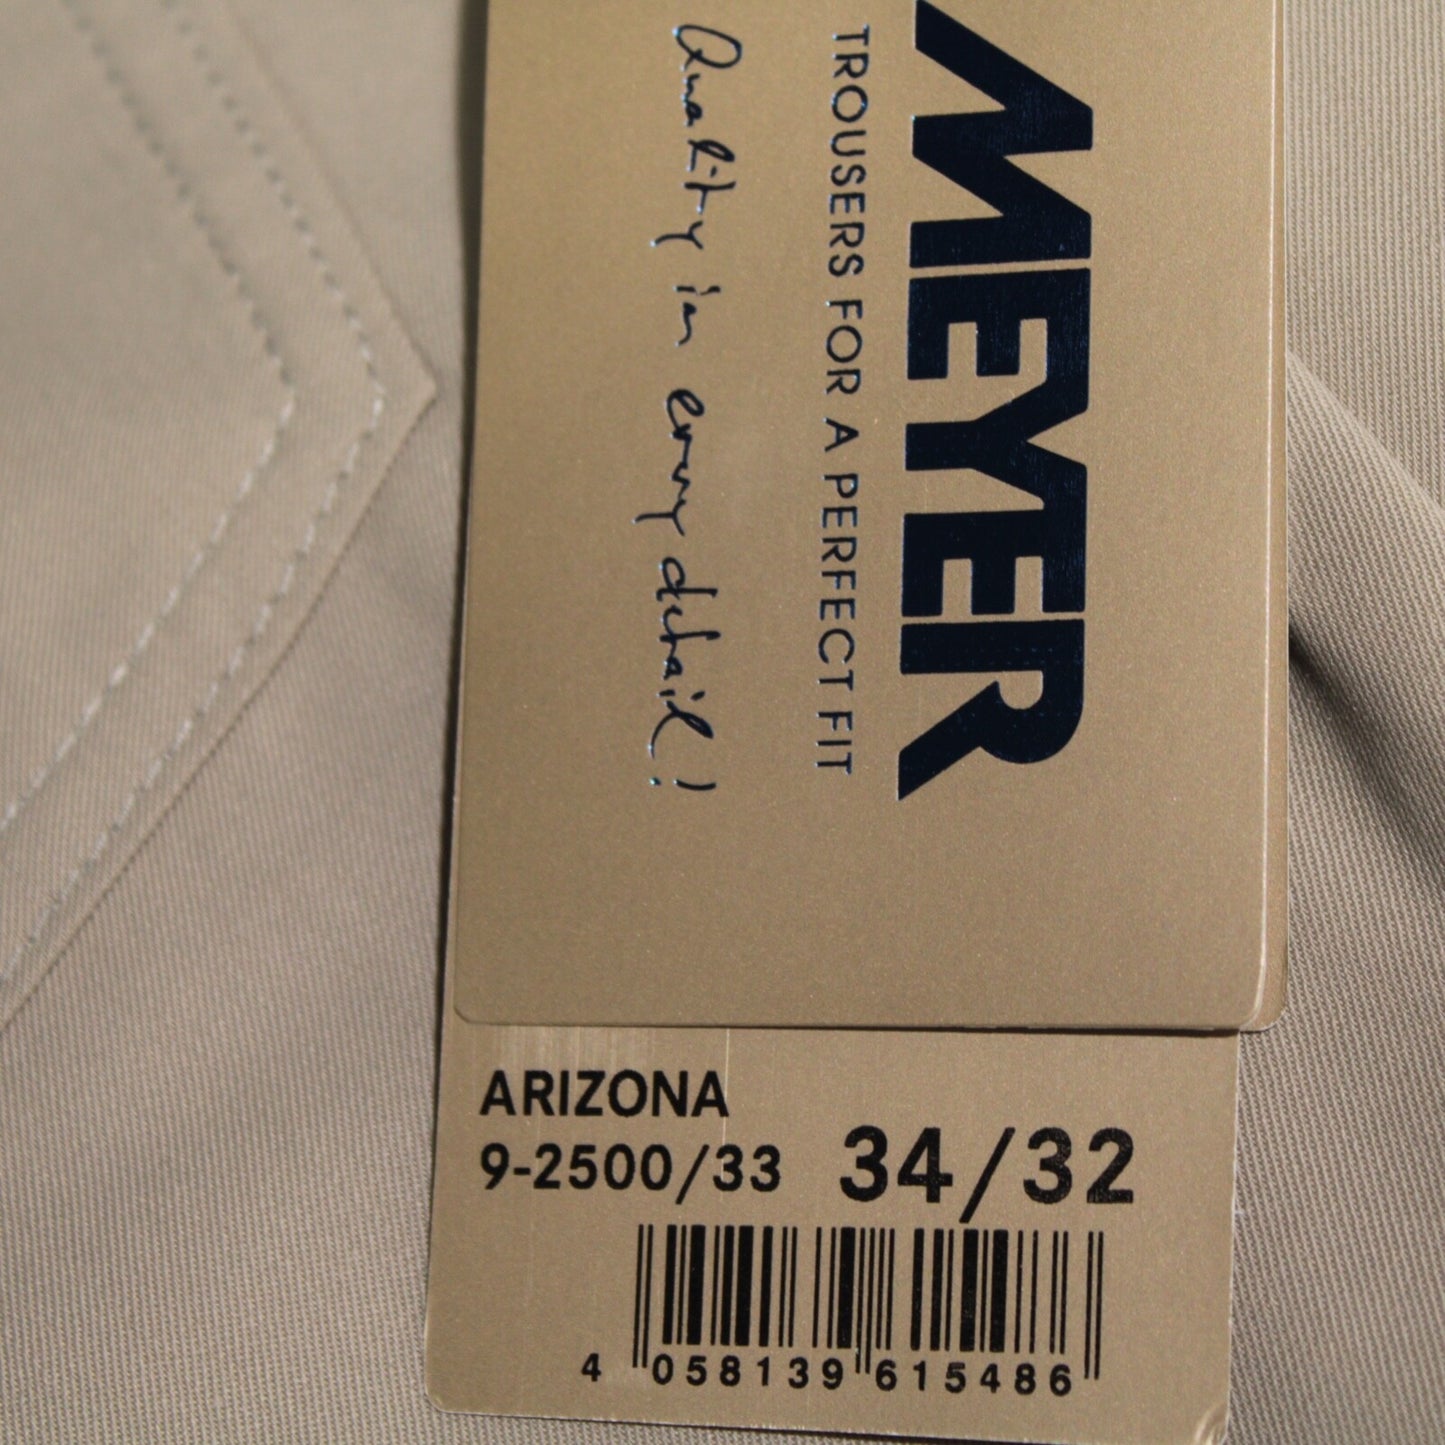 MEYER
TROUSERS FOR A PERFECT FIT
Quality in every detail!
ARIZONA
9-2500/33 34/32
4 058139 615486